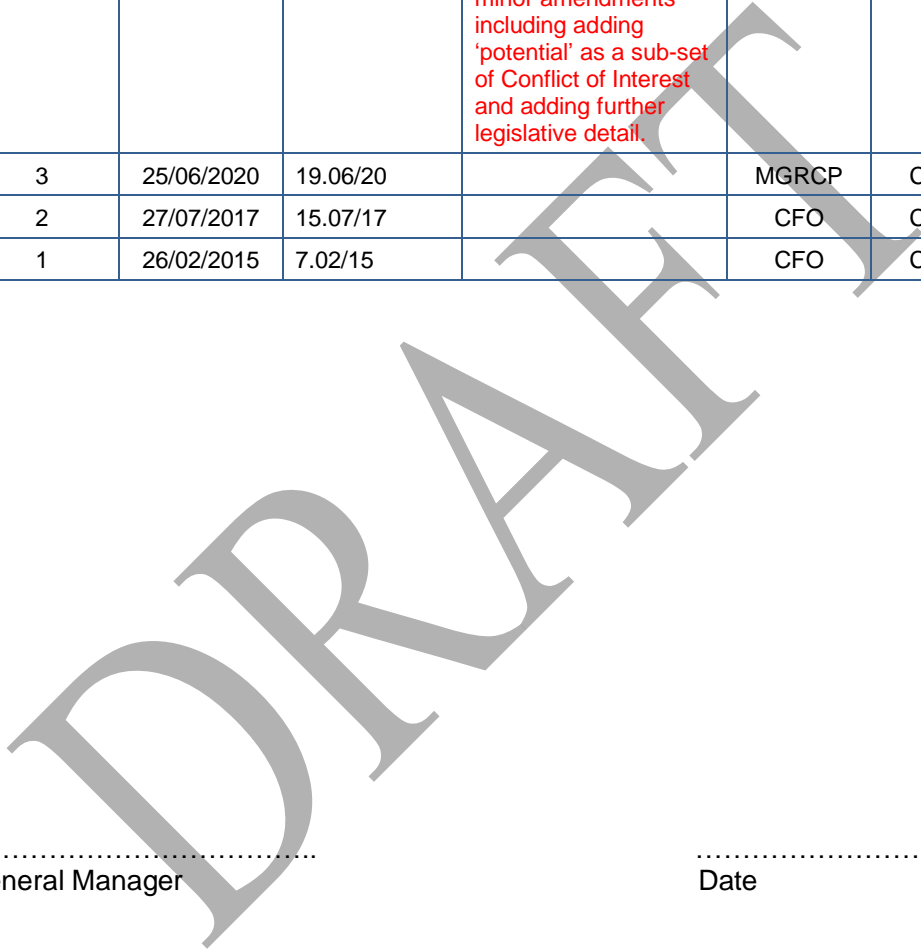 minor amendments
including adding
‘potential’ as a sub-set
of Conflict of Interest
and adding further
legislative detail.
3 25/06/2020 19.06/20 MGRCP
2 27/07/2017 15.07/17 CFO
1 26/02/2015 7.02/15 CFO
DRAFT
……………………………..
neral Manager
……………………
Date